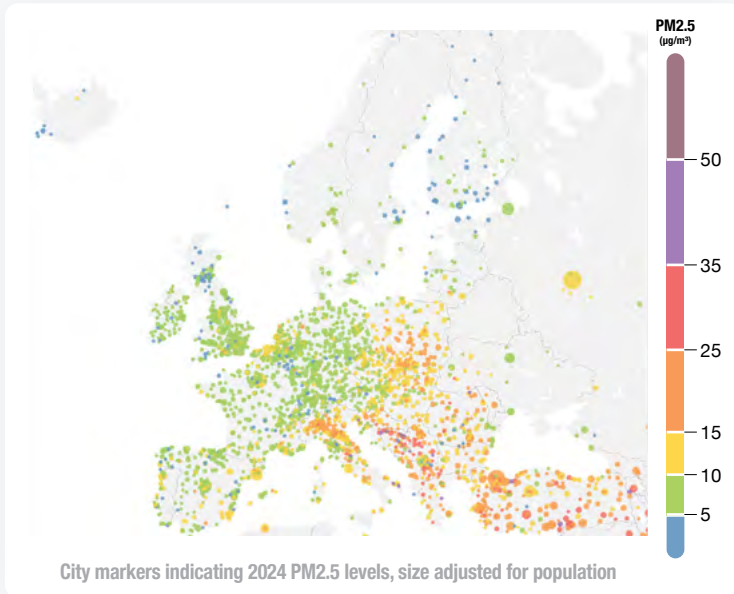 PM2.5
(μg/m³)
50
35
25
15
10
5
City markers indicating 2024 PM2.5 levels, size adjusted for population